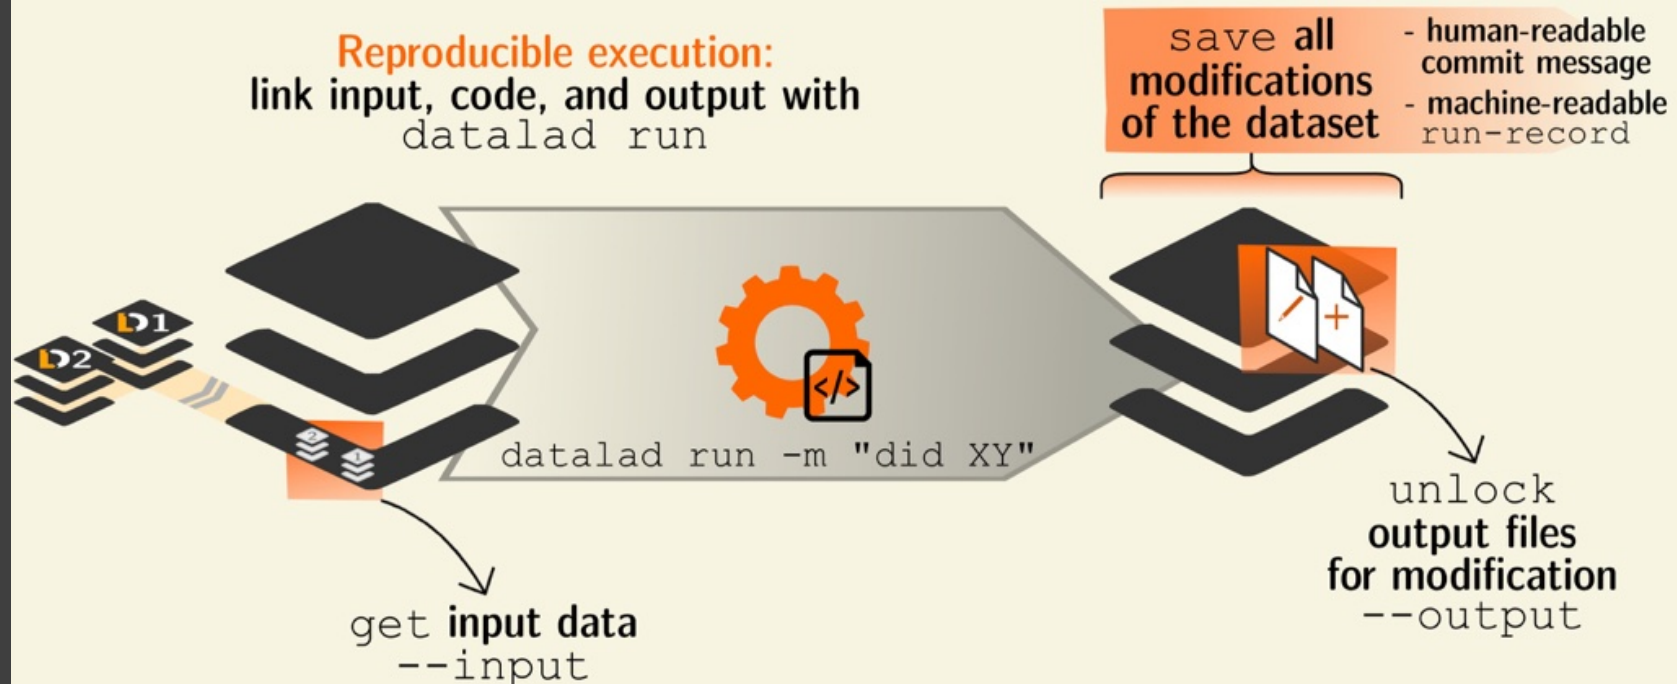 Reproducible execution:
link input, code, and output with
datalad run
save all
modifications
of the dataset
- human-readable
commit message
- machine-readable
run-record
D1
D2
2
1
</>
datalad run -m "did XY"
get input data
--input
unlock
output files
for modification
--output